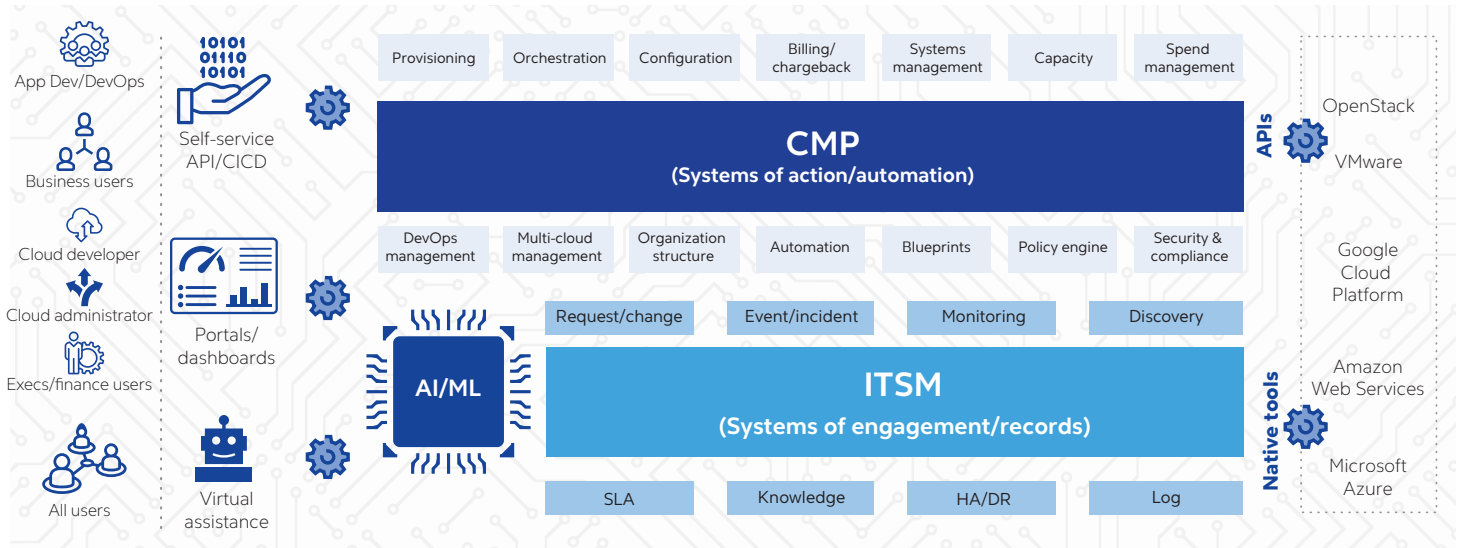 App Dev/DevOps
Business users
Cloud developer
Cloud administrator
Execs/finance users
All users
10101
01110
10101
Self-service
API/CICD
Portals/
dashboards
Virtual
assistance
Provisioning
Orchestration
Configuration
Billing/
chargeback
Systems
management
Capacity
Spend
management
CMP
(Systems of action/automation)
DevOps
management
Multi-cloud
management
Organization
structure
Automation
Blueprints
Policy engine
Security &
compliance
AI/ML
Request/change
Event/incident
Monitoring
Discovery
ITSM
(Systems of engagement/records)
SLA
Knowledge
HA/DR
Log
APIs
Native tools
OpenStack
VMware
Google
Cloud
Platform
Amazon
Web Services
Microsoft
Azure